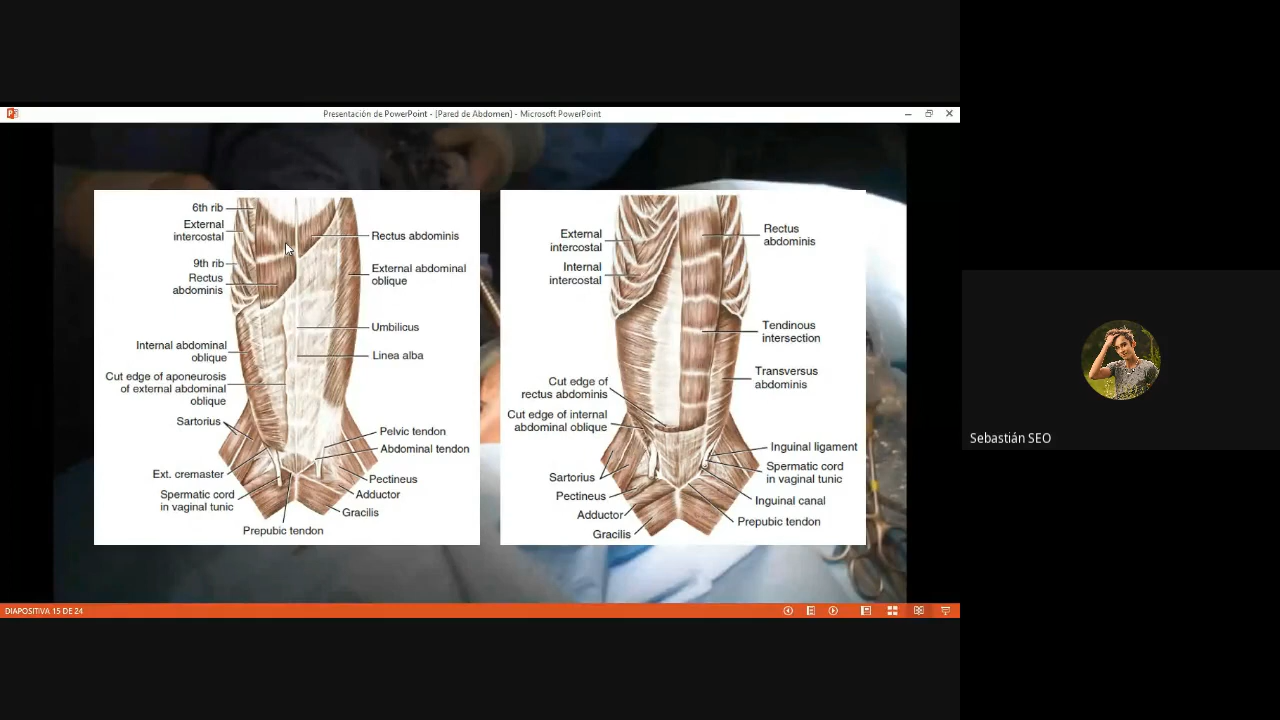 Presentación de PowerPoint - [Pared de Abdomen] - Microsoft PowerPoint
6th rib
External
intercostal
9th rib
Rectus
abdominis
Internal abdominal
oblique
Cut edge of aponeurosis
of external abdominal
oblique
Sartorius
Ext. cremaster
Spermatic cord
in vaginal tunic
Prepubic tendon
Rectus abdominis
External abdominal
oblique
Umbilicus
Linea alba
Pelvic tendon
Abdominal tendon
Pectineus
Adductor
Gracilis
External
intercostal
Internal
intercostal
Cut edge of
rectus abdominis
Cut edge of internal
abdominal oblique
Sartorius
Pectineus
Adductor
Gracilis
Rectus
abdominis
Tendinous
intersection
Transversus
abdominis
Inguinal ligament
Spermatic cord
in vaginal tunic
Inguinal canal
Prepubic tendon
DIAPOSITIVA 15 DE 24
Sebastián SEO